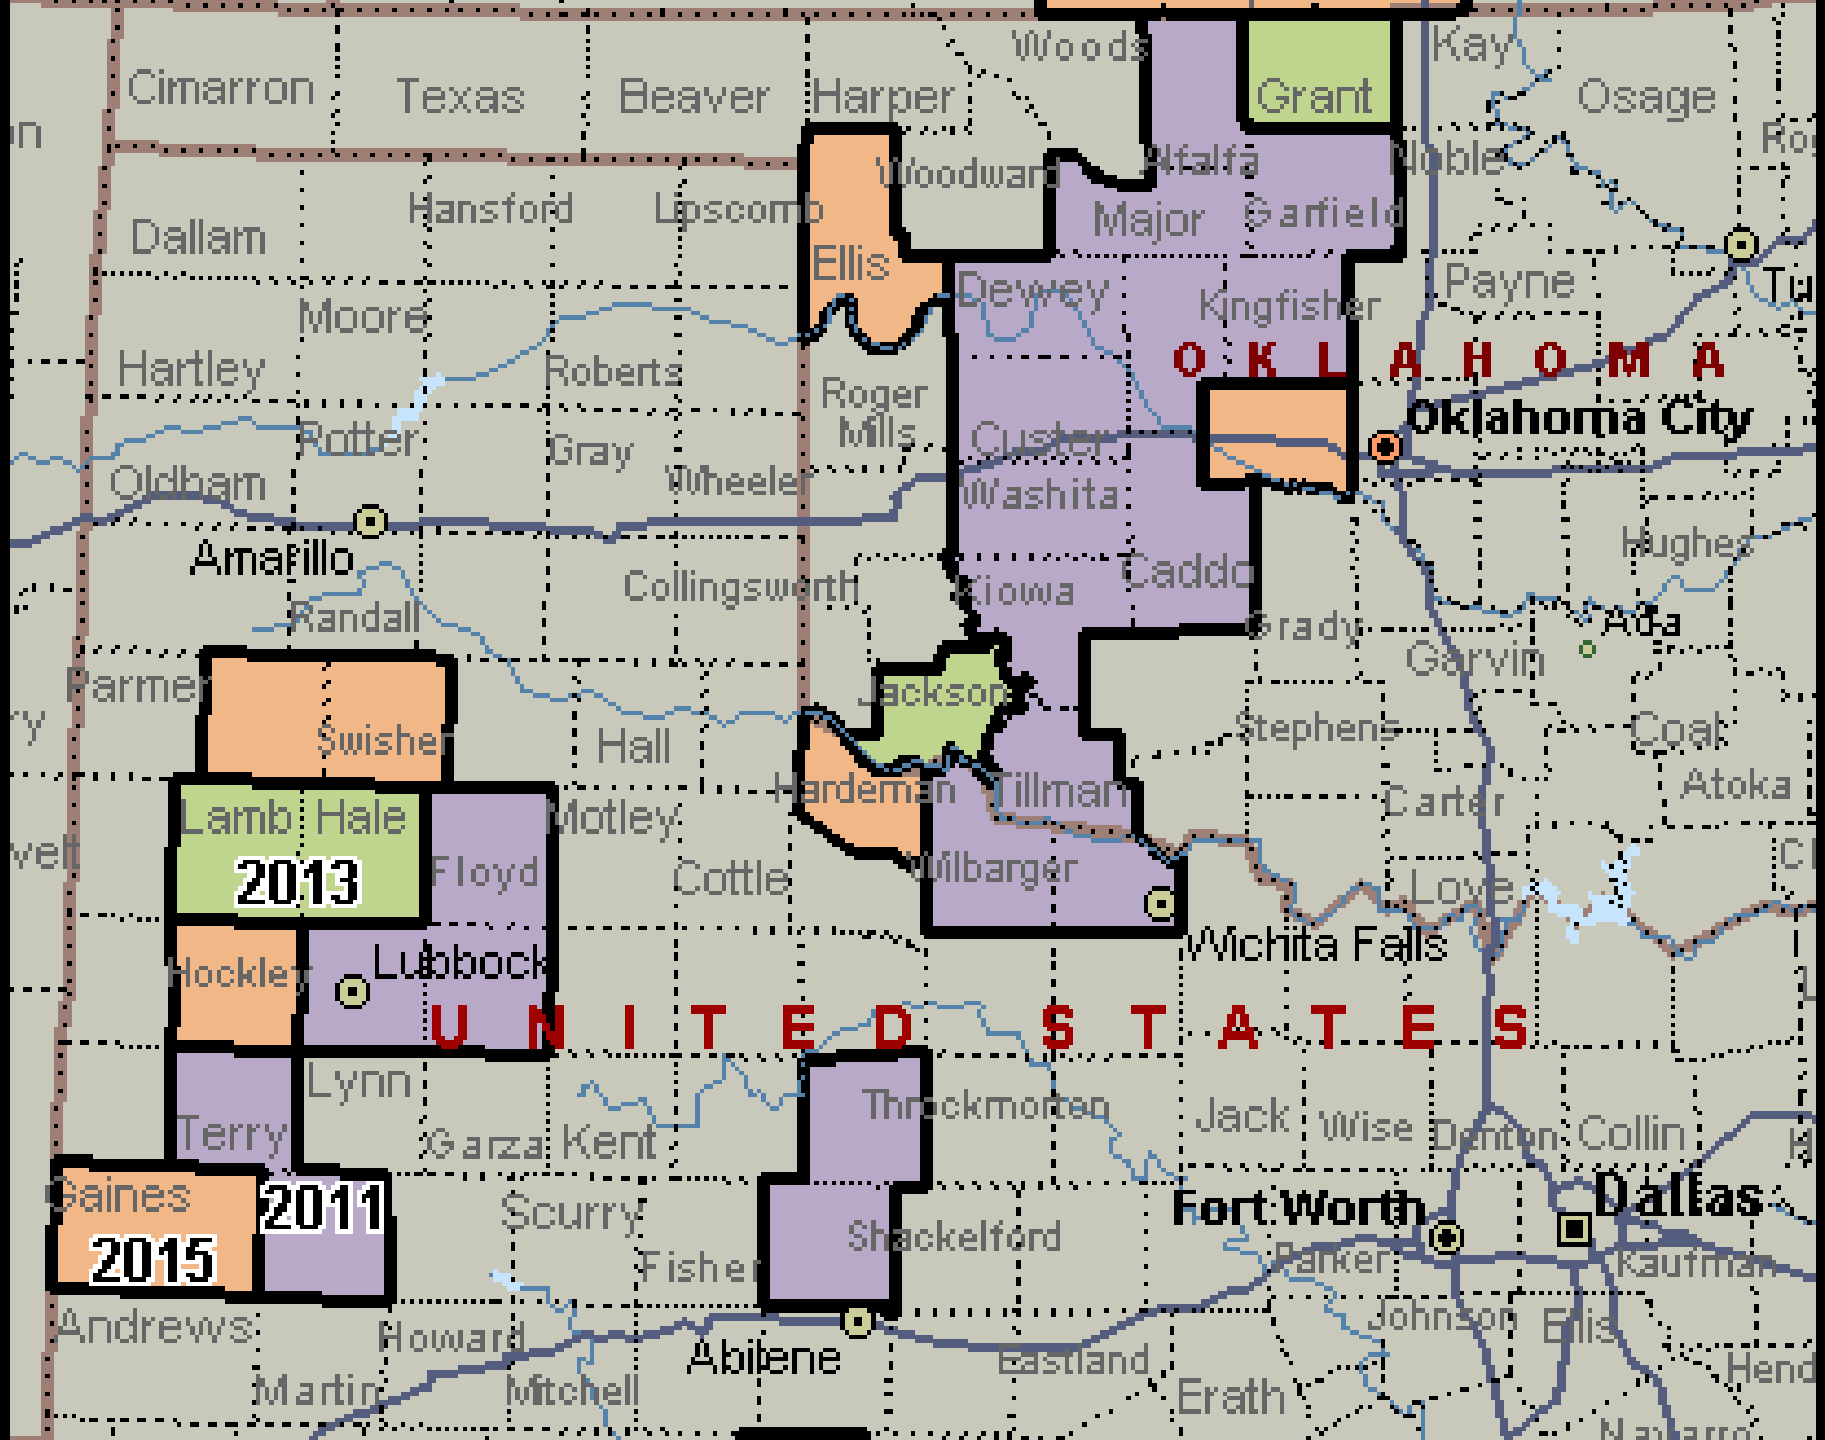 Woods
Kay
Cimarron
Texas
Beaver
Harper
Grant
Osage
Woodward
Alfalfa
Noble
Hansford
Lipscomb
Dallam
Major
Garfield
Ellis
Dewey
Kingfisher
Payne
Moore
Hartley
Roberts
OKLAHOMA
Roger
Mills
Oklahoma City
Potter
Gray
Custer
Oldham
Wheeler
Washita
Amarillo
Hughes
Collingsworth
Kiowa
Caddo
Randall
Grady
Ada
Garvin
Parmer
Jackson
Swisher
Hall
Stephens
Coal
Hardeman
Tillman
Atoka
Carter
Lamb
Hale
Motley
2013
Floyd
Cottle
Wilbarger
Love
Hockley
Lubbock
Wichita Falls
UNITED STATES
Lynn
Throckmorton
Terry
Garza
Kent
Jack
Wise
Denton
Collin
Gaines
2011
Scurry
Fort Worth
Dallas
2015
Fisher
Shackelford
Parker
Kaufman
Andrews
Howard
Abilene
Johnson
Ellis
Eastland
Martin
Mitchell
Erath
Hend
Navarro